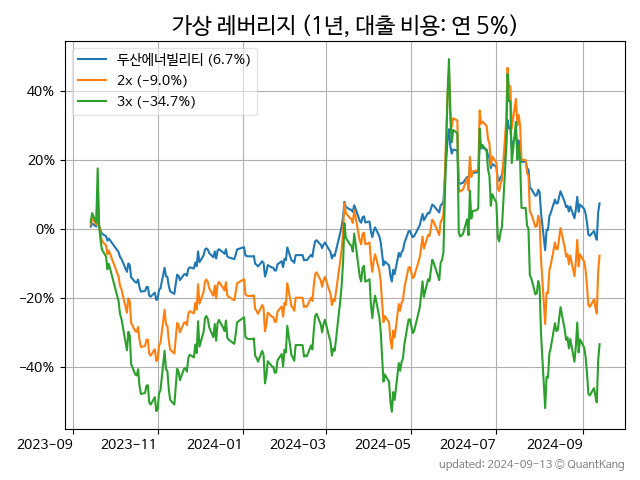 가상 레버리지 (1년, 대출 비용: 연 5%)
두산에너빌리티 (6.7%)
2x (−9.0%)
3x (−34.7%)
40%
20%
0%
−20%
−40%
2023-09 2023-11 2024-01 2024-03 2024-05 2024-07 2024-09
updated: 2024-09-13 © QuantKang